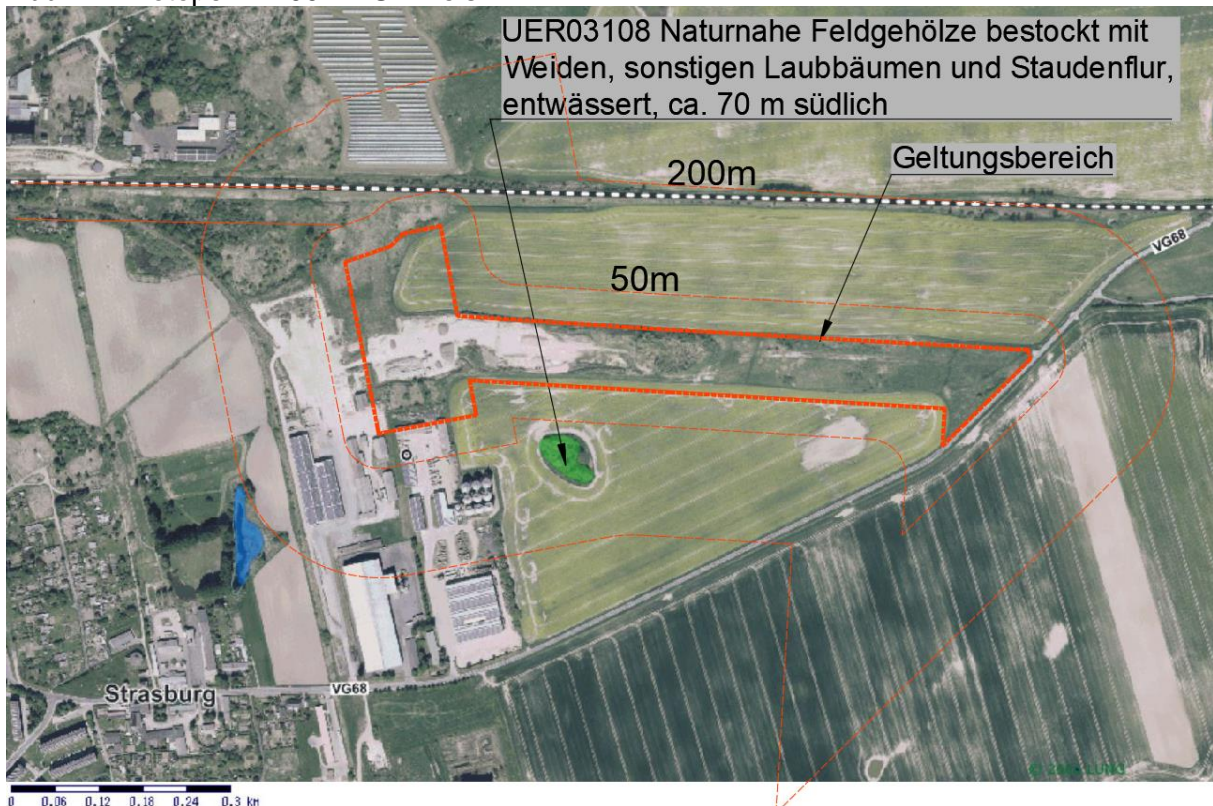 UER03108 Naturnahe Feldgehölze bestockt mit
Weiden, sonstigen Laubbäumen und Staudenflur,
entwässert, ca. 70 m südlich
Geltungsbereich
200m
VG68
50m
Strasburg
VG68
LUNG
0 0.06 0.12 0.18 0.24 0.3 km